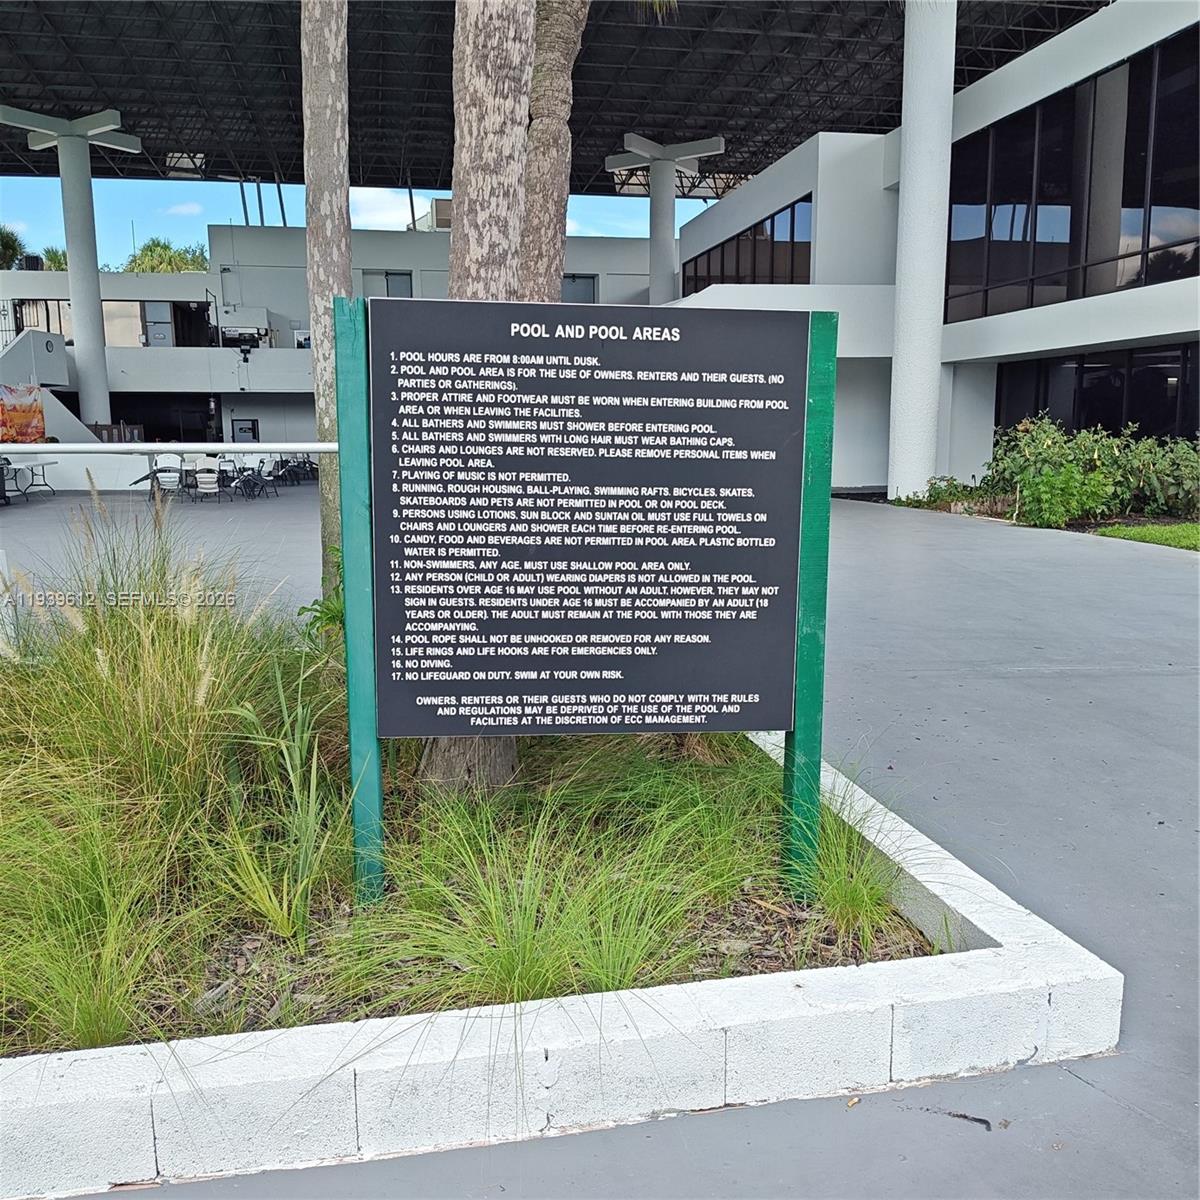 POOL AND POOL AREAS
1. POOL HOURS ARE FROM 8:00AM UNTIL DUSK.
2. POOL AND POOL AREA IS FOR THE USE OF OWNERS. RENTERS AND THEIR GUESTS. (NO
PARTIES OR GATHERINGS).
3. PROPER ATTIRE AND FOOTWEAR MUST BE WORN WHEN ENTERING BUILDING FROM POOL
AREA OR WHEN LEAVING THE FACILITIES.
4. ALL BATHERS AND SWIMMERS MUST SHOWER BEFORE ENTERING POOL.
5. ALL BATHERS AND SWIMMERS WITH LONG HAIR MUST WEAR BATHING CAPS.
6. CHAIRS AND LOUNGES ARE NOT RESERVED. PLEASE REMOVE PERSONAL ITEMS WHEN
LEAVING POOL AREA.
7. PLAYING OF MUSIC IS NOT PERMITTED.
8. RUNNING. ROUGH HOUSING. BALL-PLAYING. SWIMMING RAFTS. BICYCLES. SKATES,
SKATEBOARDS AND PETS ARE NOT PERMITTED IN POOL OR ON POOL DECK.
9. PERSONS USING LOTIONS. SUN BLOCK AND SUNTAN OIL MUST USE FULL TOWELS ON
CHAIRS AND LOUNGERS AND SHOWER EACH TIME BEFORE RE-ENTERING POOL.
10. CANDY. FOOD AND BEVERAGES ARE NOT PERMITTED IN POOL AREA. PLASTIC BOTTLED
WATER IS PERMITTED.
11. NON-SWIMMERS. ANY AGE. MUST USE SHALLOW POOL AREA ONLY.
12. ANY PERSON (CHILD OR ADULT) WEARING DIAPERS IS NOT ALLOWED IN THE POOL.
13. RESIDENTS OVER AGE 16 MAY USE POOL WITHOUT AN ADULT. HOWEVER. THEY MAY NOT
SIGN IN GUESTS. RESIDENTS UNDER AGE 16 MUST BE ACCOMPANIED BY AN ADULT (18
YEARS OR OLDER). THE ADULT MUST REMAIN AT THE POOL WITH THOSE THEY ARE
ACCOMPANYING.
14. POOL ROPE SHALL NOT BE UNHOOKED OR REMOVED FOR ANY REASON.
15. LIFE RINGS AND LIFE HOOKS ARE FOR EMERGENCIES ONLY.
16. NO DIVING.
17. NO LIFEGUARD ON DUTY. SWIM AT YOUR OWN RISK.
OWNERS. RENTERS OR THEIR GUESTS WHO DO NOT COMPLY WITH THE RULES
AND REGULATIONS MAY BE DEPRIVED OF THE USE OF THE POOL AND
FACILITIES AT THE DISCRETION OF ECC MANAGEMENT.
A11939612 SEFMLS© 2026